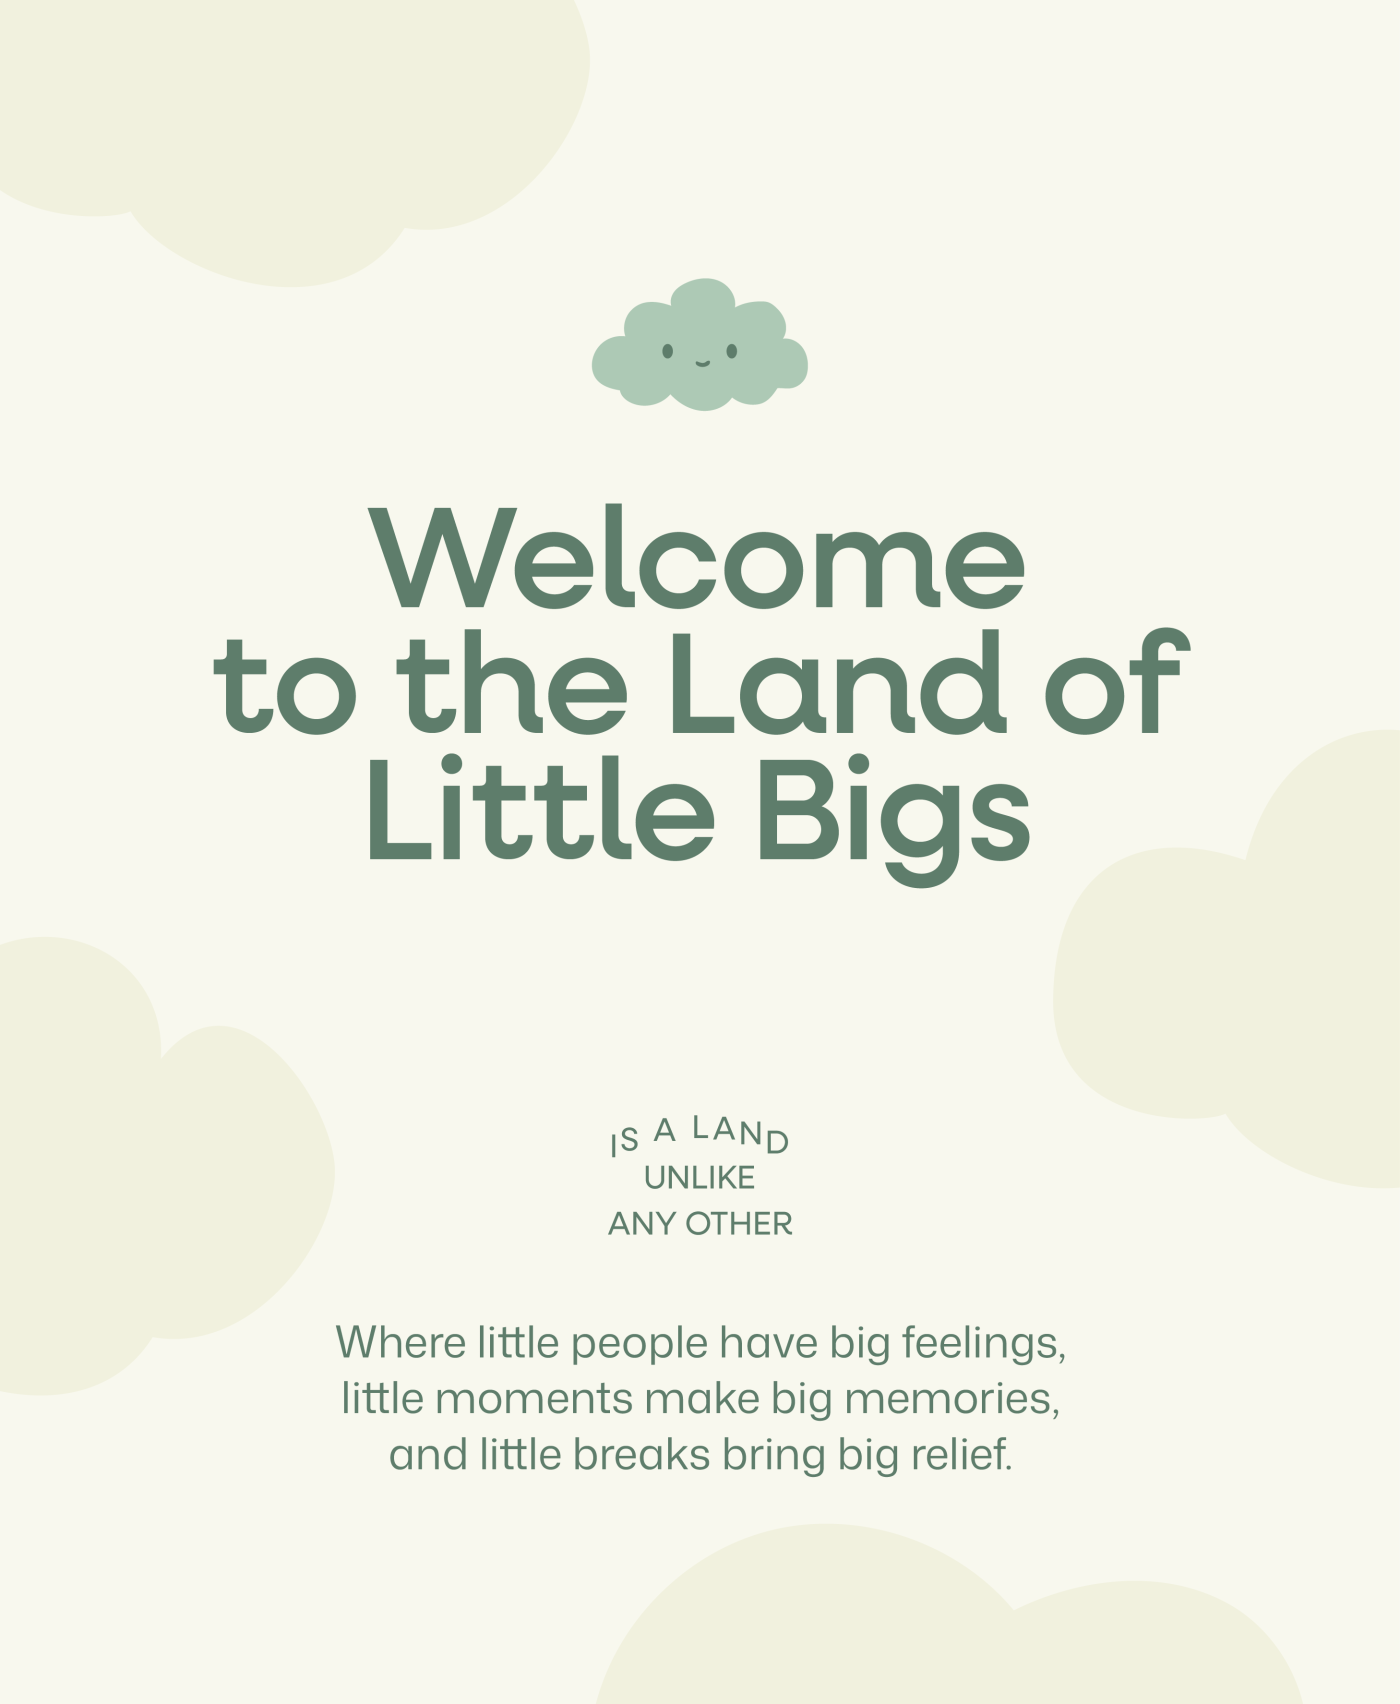 Welcome
to the Land of
Little Bigs
IS A LAND
UNLIKE
ANY OTHER
Where little people have big feelings,
little moments make big memories,
and little breaks bring big relief.